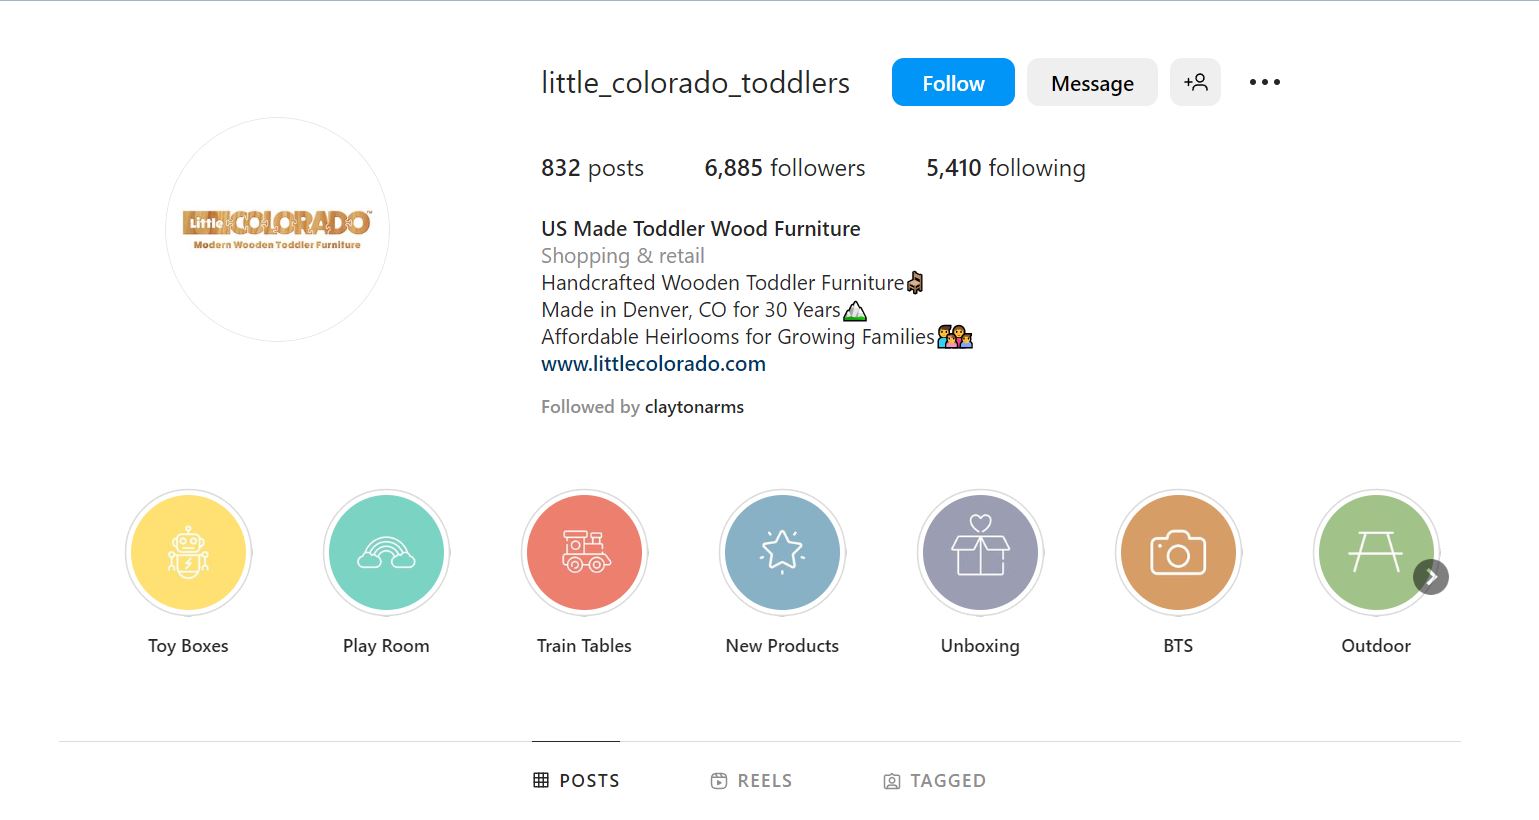 little_colorado_toddlers
Follow
Message
832 posts
6,885 followers
5,410 following
Little COLORADO™
Modern Wooden Toddler Furniture
US Made Toddler Wood Furniture
Shopping & retail
Handcrafted Wooden Toddler Furniture
Made in Denver, CO for 30 Years
Affordable Heirlooms for Growing Families
www.littlecolorado.com
Followed by claytonarms
Toy Boxes
Play Room
Train Tables
New Products
Unboxing
BTS
Outdoor
POSTS
REELS
TAGGED